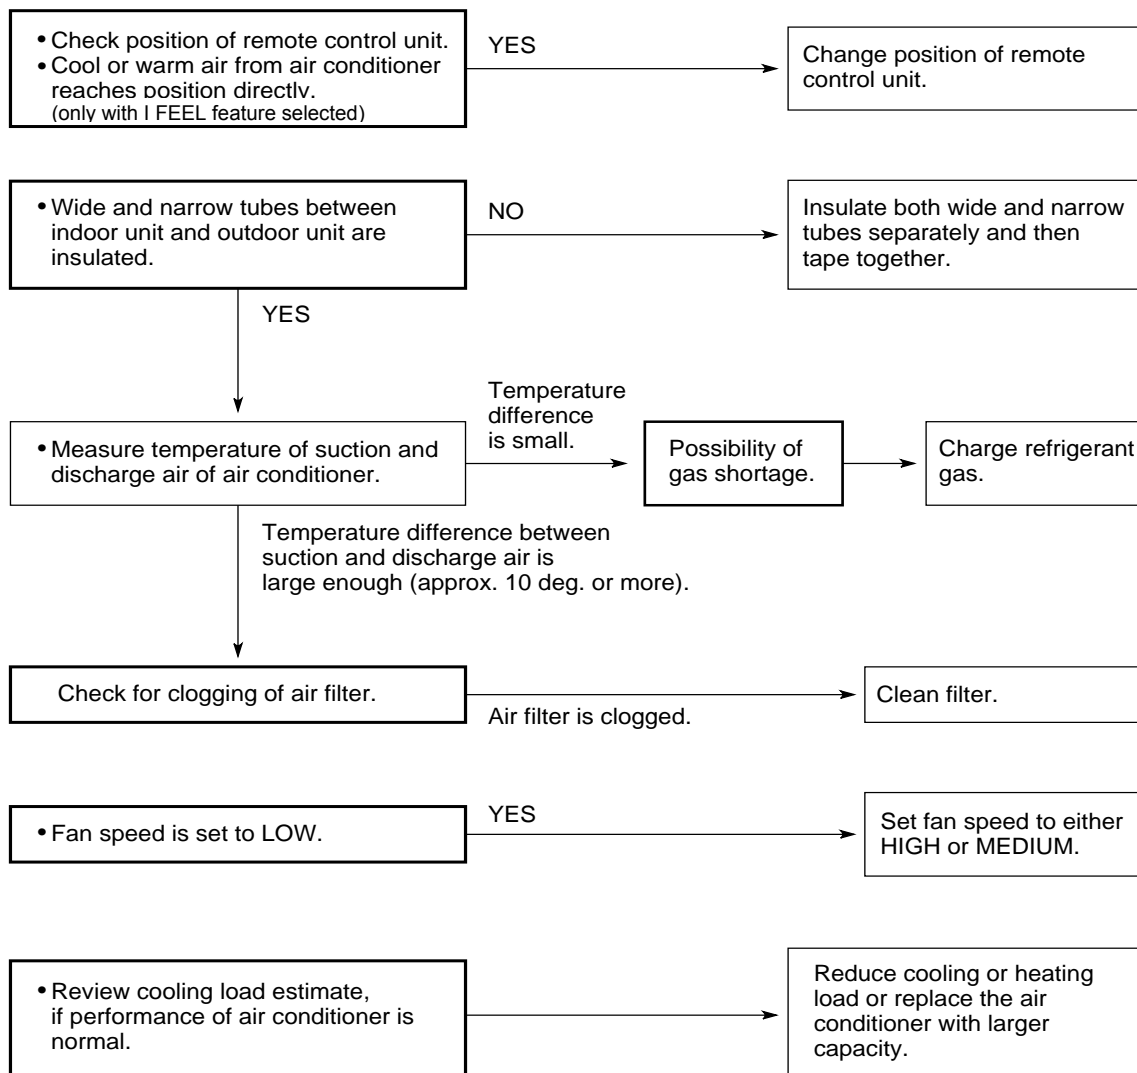 • Check position of remote control unit.
• Cool or warm air from air conditioner
reaches position directly.
(only with I FEEL feature selected)
YES
Change position of remote
control unit.
• Wide and narrow tubes between
indoor unit and outdoor unit are
insulated.
NO
Insulate both wide and narrow
tubes separately and then
tape together.
YES
• Measure temperature of suction and
discharge air of air conditioner.
Temperature
difference
is small.
Possibility of
gas shortage.
Charge refrigerant
gas.
Temperature difference between
suction and discharge air is
large enough (approx. 10 deg. or more).
Check for clogging of air filter.
Air filter is clogged.
Clean filter.
• Fan speed is set to LOW.
YES
Set fan speed to either
HIGH or MEDIUM.
• Review cooling load estimate,
if performance of air conditioner is
normal.
Reduce cooling or heating
load or replace the air
conditioner with larger
capacity.